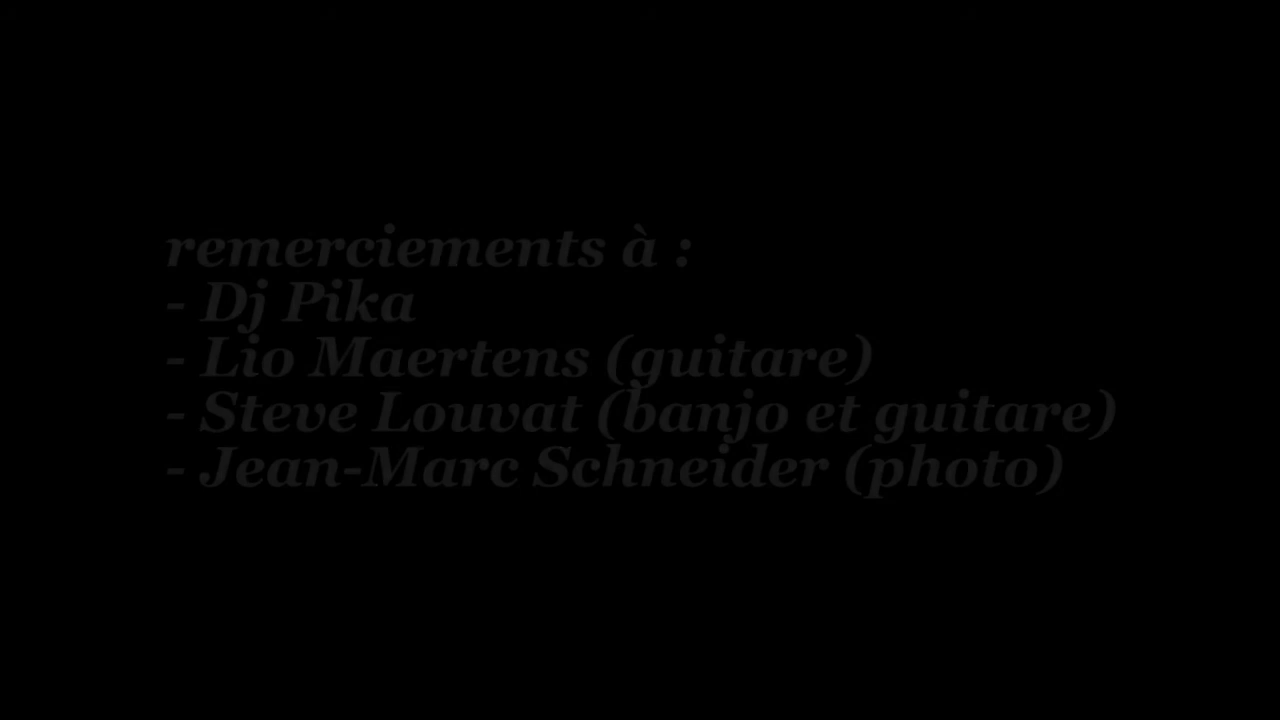 remerciements à :
- Dj Pika
- Lio Maertens (guitare)
- Steve Louvat (banjo et guitare)
- Jean-Marc Schneider (photo)